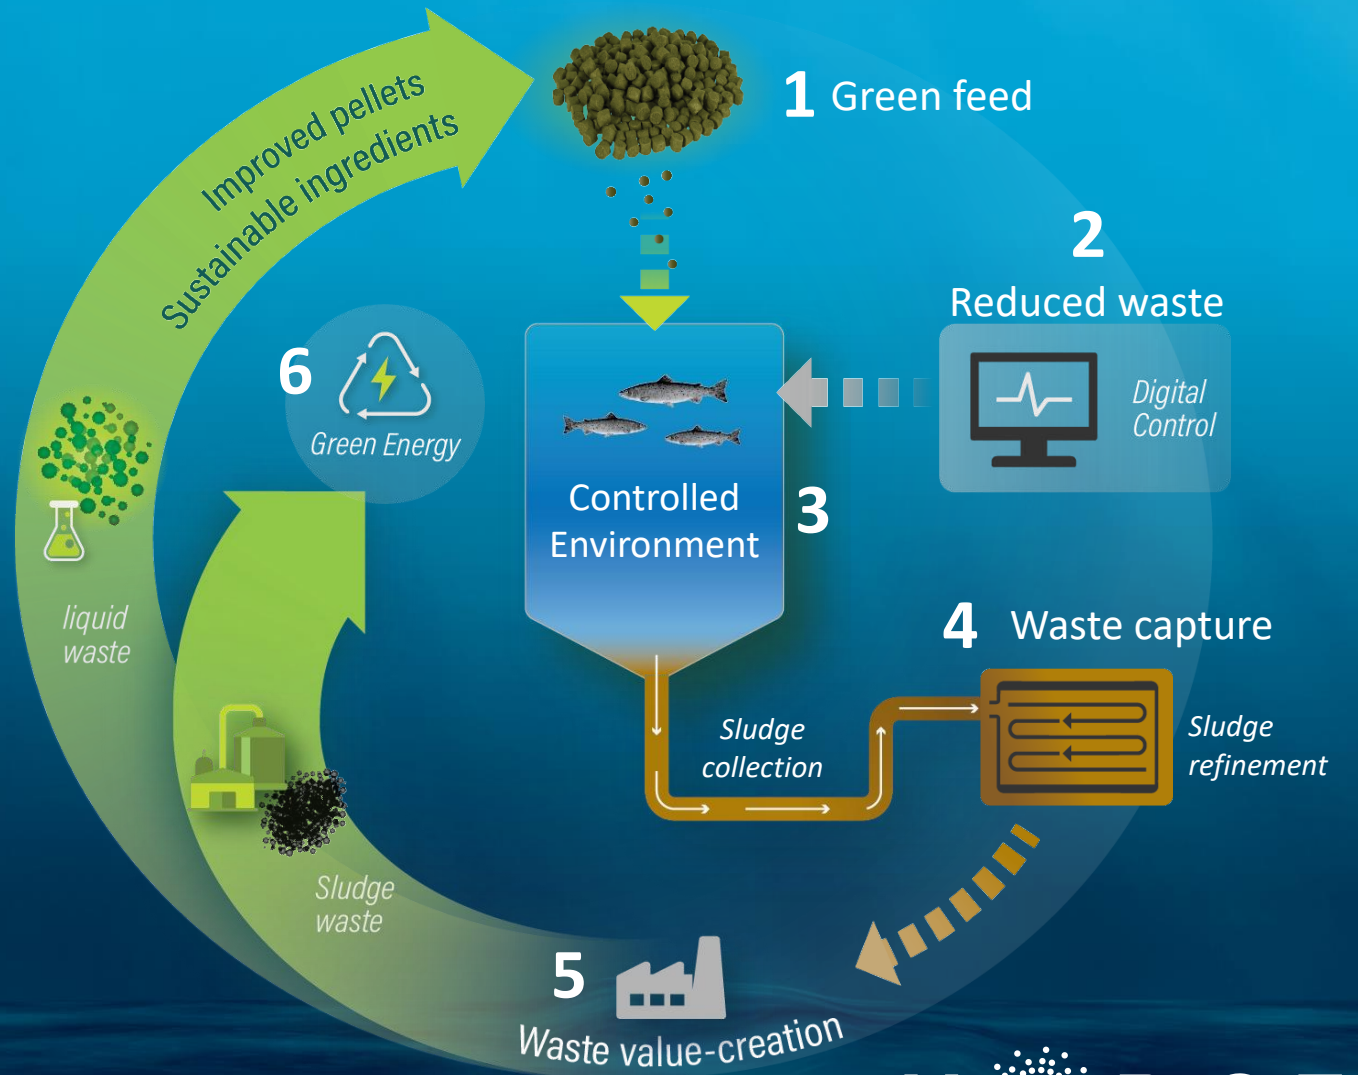 Improved pellets
Sustainable ingredients
1 Green feed
2
Reduced waste
Digital
Control
6
Green Energy
Controlled
Environment
3
liquid
waste
4 Waste capture
Sludge
collection
Sludge
refinement
Sludge
waste
5
Waste value-creation